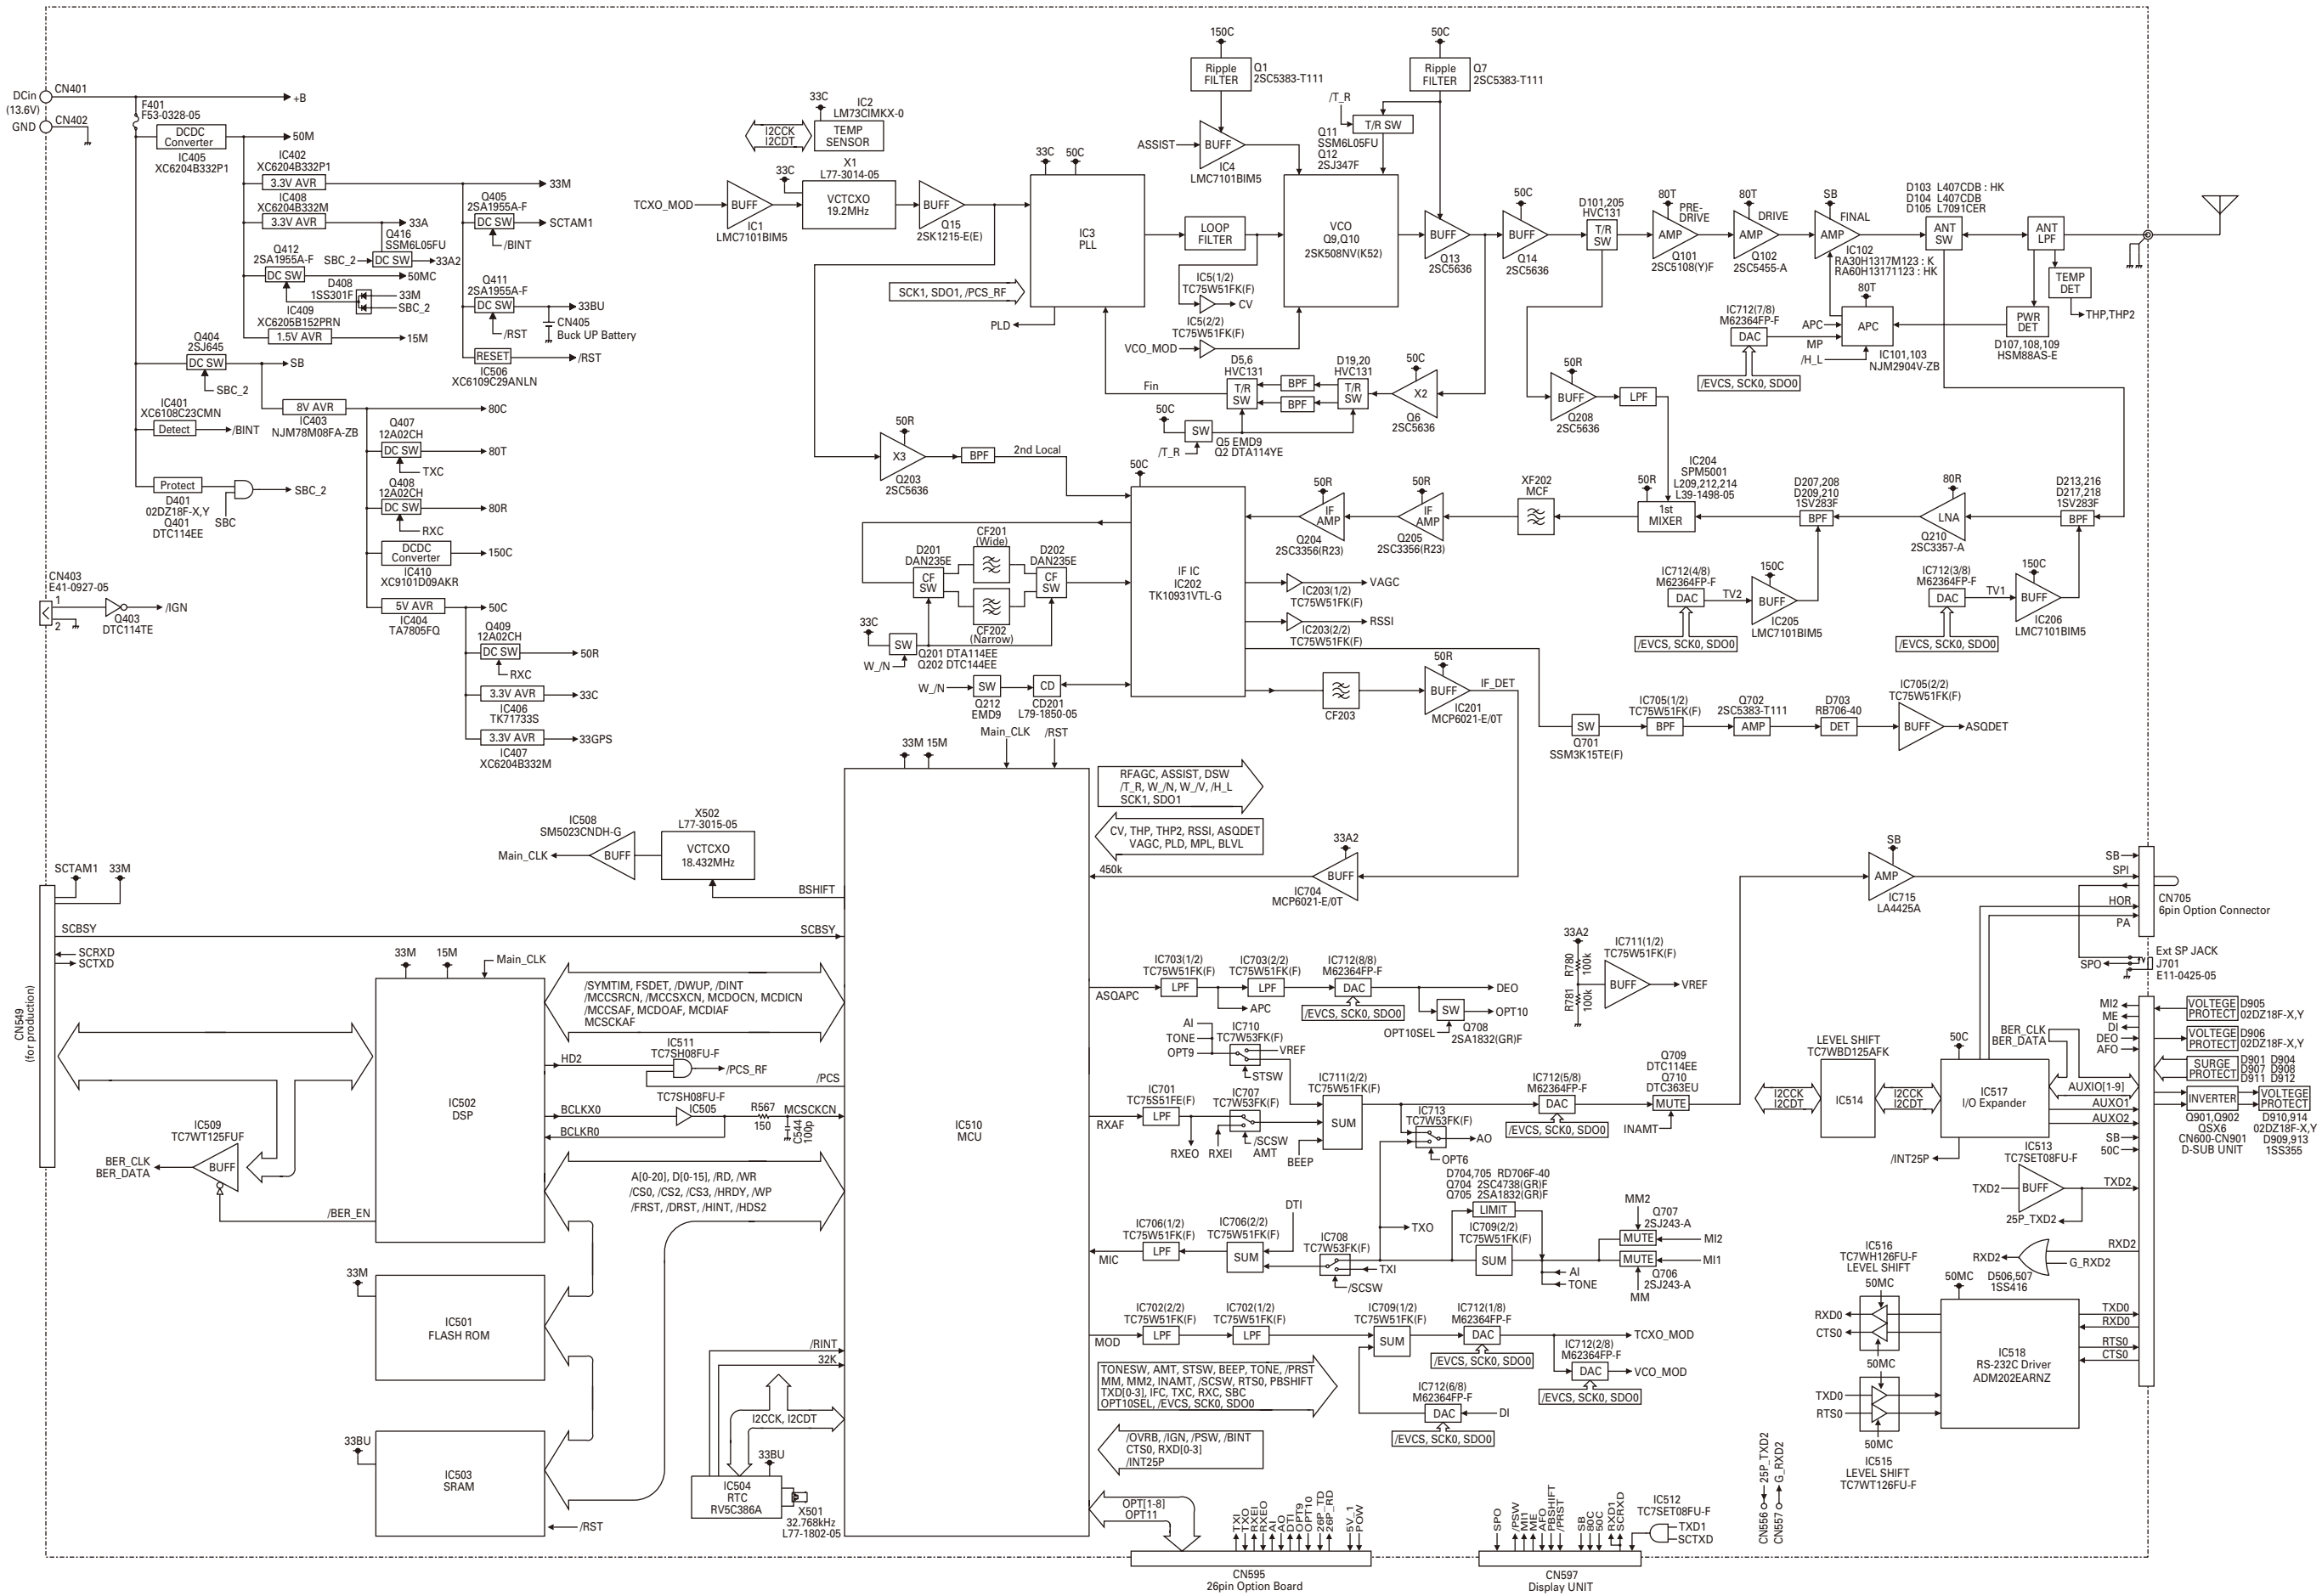 DCin
(13.6V)
GND
CN401
CN402
F401
F53-0328-05
+B
DCDC
Converter
IC405
XC6204B332P1
50M
IC402
XC6204B332P1
3.3V AVR
33M
IC408
XC6204B332M
3.3V AVR
33A
Q416
SSM6L05FU
SBC_2
DC SW
33A2
Q412
2SA1955A-F
DC SW
50MC
D408
1SS301F
33M
SBC_2
IC409
XC6205B152PRN
1.5V AVR
15M
Q405
2SA1955A-F
DC SW
SCTAM1
/BINT
Q411
2SA1955A-F
DC SW
33BU
/RST
CN405
Buck UP Battery
RESET
/RST
IC506
XC6109C29ANLN
Q404
2SJ645
DC SW
SB
SBC_2
IC401
XC6108C23CMN
Detect
/BINT
8V AVR
IC403
NJM78M08FA-ZB
80C
Q407
12A02CH
DC SW
80T
TXC
Q408
12A02CH
DC SW
80R
RXC
Protect
D401
02DZ18F-X,Y
Q401
DTC114EE
SBC
SBC_2
DCDC
Converter
IC410
XC9101D09AKR
150C
5V AVR
IC404
TA7805FQ
50C
Q409
12A02CH
DC SW
50R
RXC
3.3V AVR
33C
IC406
TK71733S
3.3V AVR
33GPS
IC407
XC6204B332M
CN403
E41-0927-05
1
2
Q403
DTC114TE
/IGN
33C
IC2
LM73CIMKX-0
I2CCK
I2CDT
TEMP
SENSOR
X1
L77-3014-05
33C
TCXO_MOD
BUFF
IC1
LMC7101BIM5
VCTCXO
19.2MHz
BUFF
Q15
2SK1215-E(E)
33C
50C
IC3
PLL
SCK1, SDO1, /PCS_RF
PLD
150C
Ripple
FILTER
Q1
2SC5383-T111
ASSIST
BUFF
IC4
LMC7101BIM5
50C
Ripple
FILTER
Q7
2SC5383-T111
/T_R
T/R SW
Q11
SSM6L05FU
Q12
2SJ347F
LOOP
FILTER
VCO
Q9,Q10
2SK508NV(K52)
IC5(1/2)
TC75W51FK(F)
CV
IC5(2/2)
TC75W51FK(F)
VCO_MOD
BUFF
Q13
2SC5636
50C
BUFF
Q14
2SC5636
D101,205
HVC131
T/R
SW
80T
PRE-
DRIVE
AMP
Q101
2SC5108(Y)F
80T
DRIVE
AMP
Q102
2SC5455-A
SB
FINAL
AMP
IC102
RA30H1317M123 : K
RA60H13171123 : HK
D103 L407CDB : HK
D104 L407CDB
D105 L7091CER
ANT
SW
ANT
LPF
TEMP
DET
THP,THP2
PWR
DET
D107,108,109
HSM88AS-E
80T
APC
APC
MP
/H_L
IC101,103
NJM2904V-ZB
IC712(7/8)
M62364FP-F
DAC
/EVCS, SCK0, SDO0
Fin
D5,6
HVC131
T/R
SW
BPF
BPF
D19,20
HVC131
T/R
SW
50C
X2
Q6
2SC5636
50C
SW
/T_R
Q5 EMD9
Q2 DTA114YE
50R
BUFF
Q208
2SC5636
LPF
50R
X3
Q203
2SC5636
BPF
2nd Local
50C
IF IC
IC202
TK10931VTL-G
50R
IF
AMP
Q204
2SC3356(R23)
50R
IF
AMP
Q205
2SC3356(R23)
XF202
MCF
IC204
SPM5001
L209,212,214
L39-1498-05
50R
1st
MIXER
D207,208
D209,210
1SV283F
BPF
80R
LNA
Q210
2SC3357-A
D213,216
D217,218
1SV283F
BPF
IC712(4/8)
M62364FP-F
DAC
TV2
150C
BUFF
IC205
LMC7101BIM5
/EVCS, SCK0, SDO0
IC712(3/8)
M62364FP-F
DAC
TV1
150C
BUFF
IC206
LMC7101BIM5
/EVCS, SCK0, SDO0
D201
DAN235E
CF
SW
CF201
(Wide)
CF202
(Narrow)
D202
DAN235E
CF
SW
33C
SW
W_/N
Q201 DTA114EE
Q202 DTC144EE
W_/N
SW
Q212
EMD9
CD
CD201
L79-1850-05
VAGC
IC203(1/2)
TC75W51FK(F)
RSSI
IC203(2/2)
TC75W51FK(F)
CF203
50R
BUFF
IF_DET
IC201
MCP6021-E/0T
SW
Q701
SSM3K15TE(F)
IC705(1/2)
TC75W51FK(F)
BPF
Q702
2SC5383-T111
AMP
D703
RB706-40
DET
IC705(2/2)
TC75W51FK(F)
BUFF
ASQDET
33M 15M
Main_CLK
/RST
IC510
MCU
RFAGC, ASSIST, DSW
/T_R, W_/N, W_/V, /H_L
SCK1, SDO1
CV, THP, THP2, RSSI, ASQDET
VAGC, PLD, MPL, BLVL
450k
33A2
BUFF
IC704
MCP6021-E/0T
IC508
SM5023CNDH-G
Main_CLK
BUFF
X502
L77-3015-05
VCTCXO
18.432MHz
BSHIFT
SCTAM1
33M
SCBSY
SCBSY
SCRXD
SCTXD
CN549
(for production)
33M
15M
Main_CLK
IC502
DSP
/SYMTIM, FSDET, /DWUP, /DINT
/MCCSRCN, /MCCSXCN, MCDOCN, MCDICN
/MCCSAF, MCDOAF, MCDIAF
MCSCKAF
HD2
IC511
TC7SH08FU-F
/PCS_RF
/PCS
BCLKX0
TC7SH08FU-F
IC505
R567
150
MCSCKCN
C544
100p
BCLKR0
IC509
TC7WT125FUF
BER_CLK
BER_DATA
BUFF
/BER_EN
A[0-20], D[0-15], /RD, /WR
/CS0, /CS2, /CS3, /HRDY, /WP
/FRST, /DRST, /HINT, /HDS2
33M
IC501
FLASH ROM
33BU
IC503
SRAM
/RST
/RINT
32K
I2CCK, I2CDT
33BU
IC504
RTC
RV5C386A
X501
32.768kHz
L77-1802-05
ASQAPC
IC703(1/2)
TC75W51FK(F)
LPF
APC
IC703(2/2)
TC75W51FK(F)
LPF
IC712(8/8)
M62364FP-F
DAC
/EVCS, SCK0, SDO0
DEO
SW
OPT10
OPT10SEL
Q708
2SA1832(GR)F
33A2
R780
100k
R781
100k
IC711(1/2)
TC75W51FK(F)
BUFF
VREF
AI
TONE
OPT9
IC710
TC7W53FK(F)
VREF
STSW
RXAF
IC701
TC75S51FE(F)
LPF
RXEO
IC707
TC7W53FK(F)
RXEI
/SCSW
AMT
BEEP
IC711(2/2)
TC75W51FK(F)
SUM
IC713
TC7W53FK(F)
AO
OPT6
IC712(5/8)
M62364FP-F
DAC
/EVCS, SCK0, SDO0
Q709
DTC114EE
Q710
DTC363EU
MUTE
INAMT
SB
AMP
IC715
LA4425A
MIC
IC706(1/2)
TC75W51FK(F)
LPF
IC706(2/2)
TC75W51FK(F)
SUM
DTI
IC708
TC7W53FK(F)
TXI
/SCSW
TXO
D704,705 RD706F-40
Q704 2SC4738(GR)F
Q705 2SA1832(GR)F
LIMIT
IC709(2/2)
TC75W51FK(F)
SUM
AI
TONE
MM2
Q707
2SJ243-A
MUTE
MI2
MUTE
MI1
Q706
2SJ243-A
MM
MOD
IC702(2/2)
TC75W51FK(F)
LPF
IC702(1/2)
TC75W51FK(F)
LPF
IC709(1/2)
TC75W51FK(F)
SUM
IC712(1/8)
M62364FP-F
DAC
/EVCS, SCK0, SDO0
TCXO_MOD
IC712(2/8)
M62364FP-F
DAC
VCO_MOD
/EVCS, SCK0, SDO0
IC712(6/8)
M62364FP-F
DAC
DI
/EVCS, SCK0, SDO0
TONESW, AMT, STSW, BEEP, TONE, /PRST
MM, MM2, INAMT, /SCSW, RTS0, PBSHIFT
TXD[0-3], IFC, TXC, RXC, SBC
OPT10SEL, /EVCS, SCK0, SDO0
/OVRB, /IGN, /PSW, /BINT
CTS0, RXD[0-3]
/INT25P
OPT[1-8]
OPT11
TXI
TXO
RXEI
RXEO
AI
AO
DTI
OPT9
OPT10
26P_TD
26P_RD
5V_1
POW
CN595
26pin Option Board
SPO
/PSW
MI1
ME
AFO
PBSHIFT
/PRST
SB
80C
50C
RXD1
SCRXD
IC512
TC7SET08FU-F
TXD1
SCTXD
CN597
Display UNIT
CN556
25P_TXD2
CN557
G_RXD2
SB
SPI
HOR
PA
CN705
6pin Option Connector
Ext SP JACK
SPO
J701
E11-0425-05
MI2
ME
DI
DEO
AFO
VOLTEGE
PROTECT
D905
02DZ18F-X,Y
VOLTEGE
PROTECT
D906
02DZ18F-X,Y
SURGE
PROTECT
D901 D904
D907 D908
D911 D912
INVERTER
VOLTEGE
PROTECT
Q901,Q902
QSX6
CN600-CN901
D-SUB UNIT
D910,914
02DZ18F-X,Y
D909,913
1SS355
LEVEL SHIFT
TC7WBD125AFK
I2CCK
I2CDT
IC514
I2CCK
I2CDT
50C
IC517
I/O Expander
BER_CLK
BER_DATA
AUXIO[1-9]
AUXO1
AUXO2
SB
50C
/INT25P
IC513
TC7SET08FU-F
TXD2
BUFF
TXD2
25P_TXD2
RXD2
RXD2
G_RXD2
D506,507
1SS416
IC516
TC7WH126FU-F
LEVEL SHIFT
50MC
RXD0
CTS0
50MC
50MC
IC518
RS-232C Driver
ADM202EARNZ
TXD0
RXD0
RTS0
CTS0
TXD0
RTS0
50MC
IC515
LEVEL SHIFT
TC7WT126FU-F